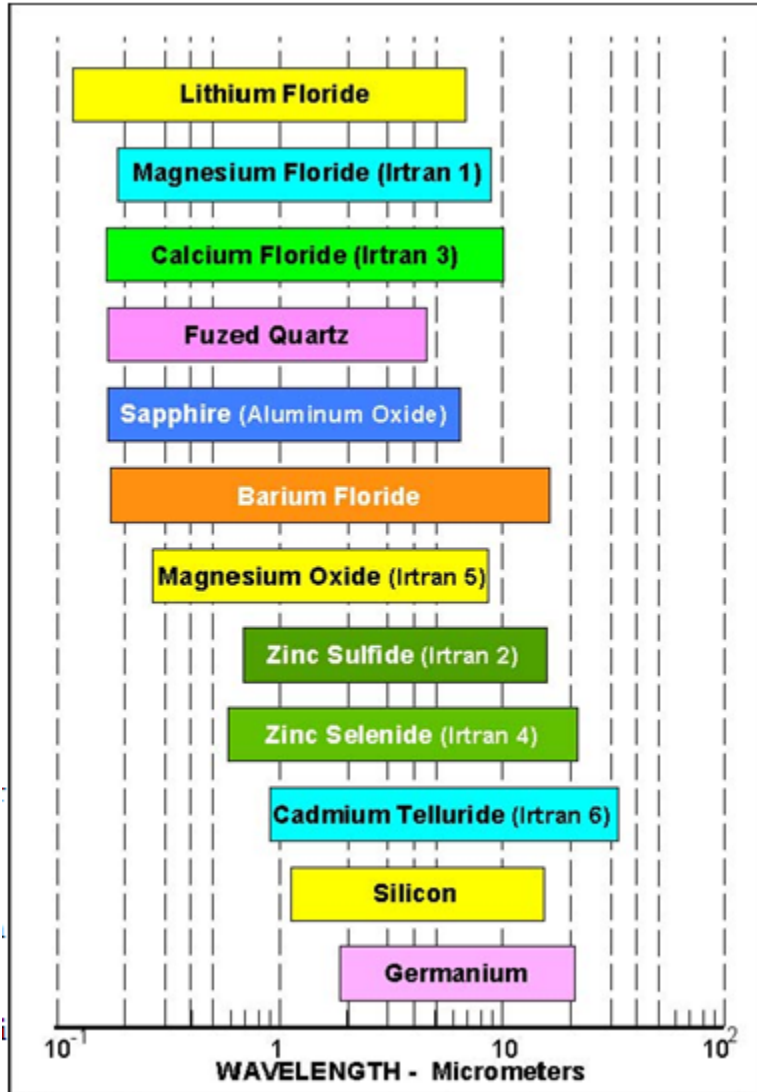 Lithium Floride
Magnesium Floride (Irtran 1)
Calcium Floride (Irtran 3)
Fuzed Quartz
Sapphire (Aluminum Oxide)
Barium Floride
Magnesium Oxide (Irtran 5)
Zinc Sulfide (Irtran 2)
Zinc Selenide (Irtran 4)
Cadmium Telluride (Irtran 6)
Silicon
Germanium
10-1 1 10 102
WAVELENGTH - Micrometers